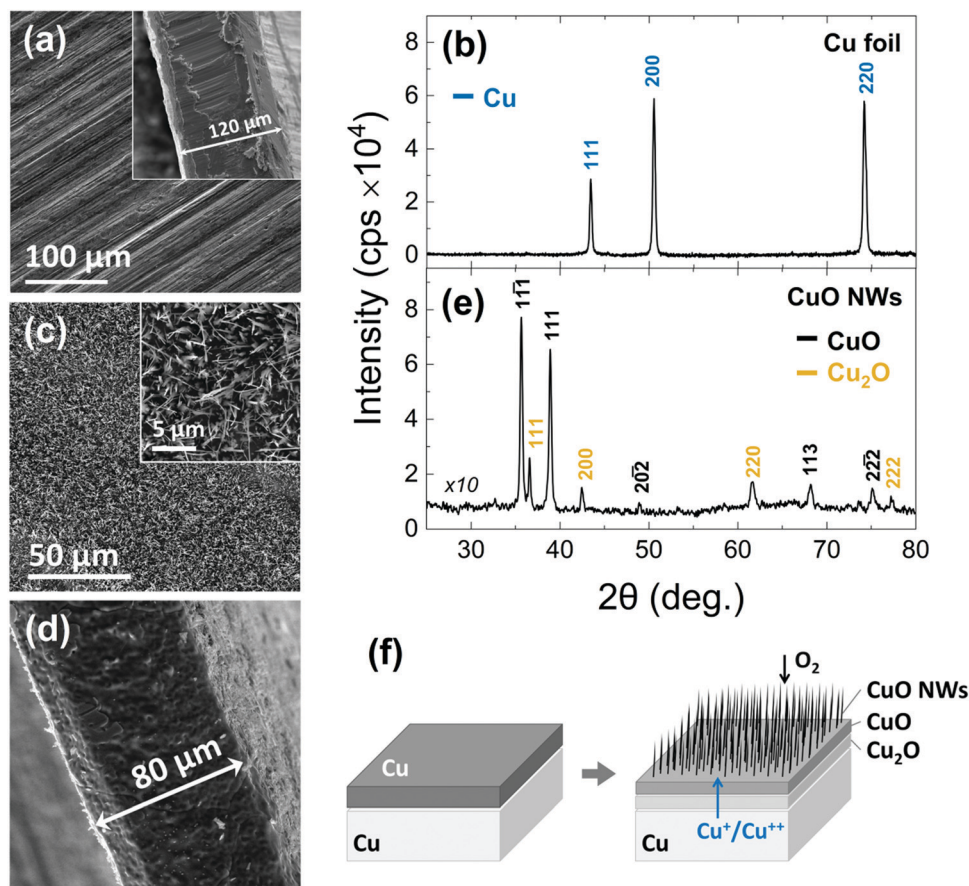 (a)
120 μm
100 μm
(b)
Cu foil
Cu
111
200
220
8
6
4
2
0
(c)
5 μm
50 μm
(e)
CuO NWs
CuO
Cu₂O
1̄11
111
111
200
2̄02
220
113
2̄22
222
x10
8
6
4
2
0
30
40
50
60
70
80
2θ (deg.)
Intensity (cps ×10⁴)
(d)
80 μm
(f)
Cu
Cu
O₂
CuO NWs
CuO
Cu₂O
Cu⁺/Cu⁺⁺
Cu